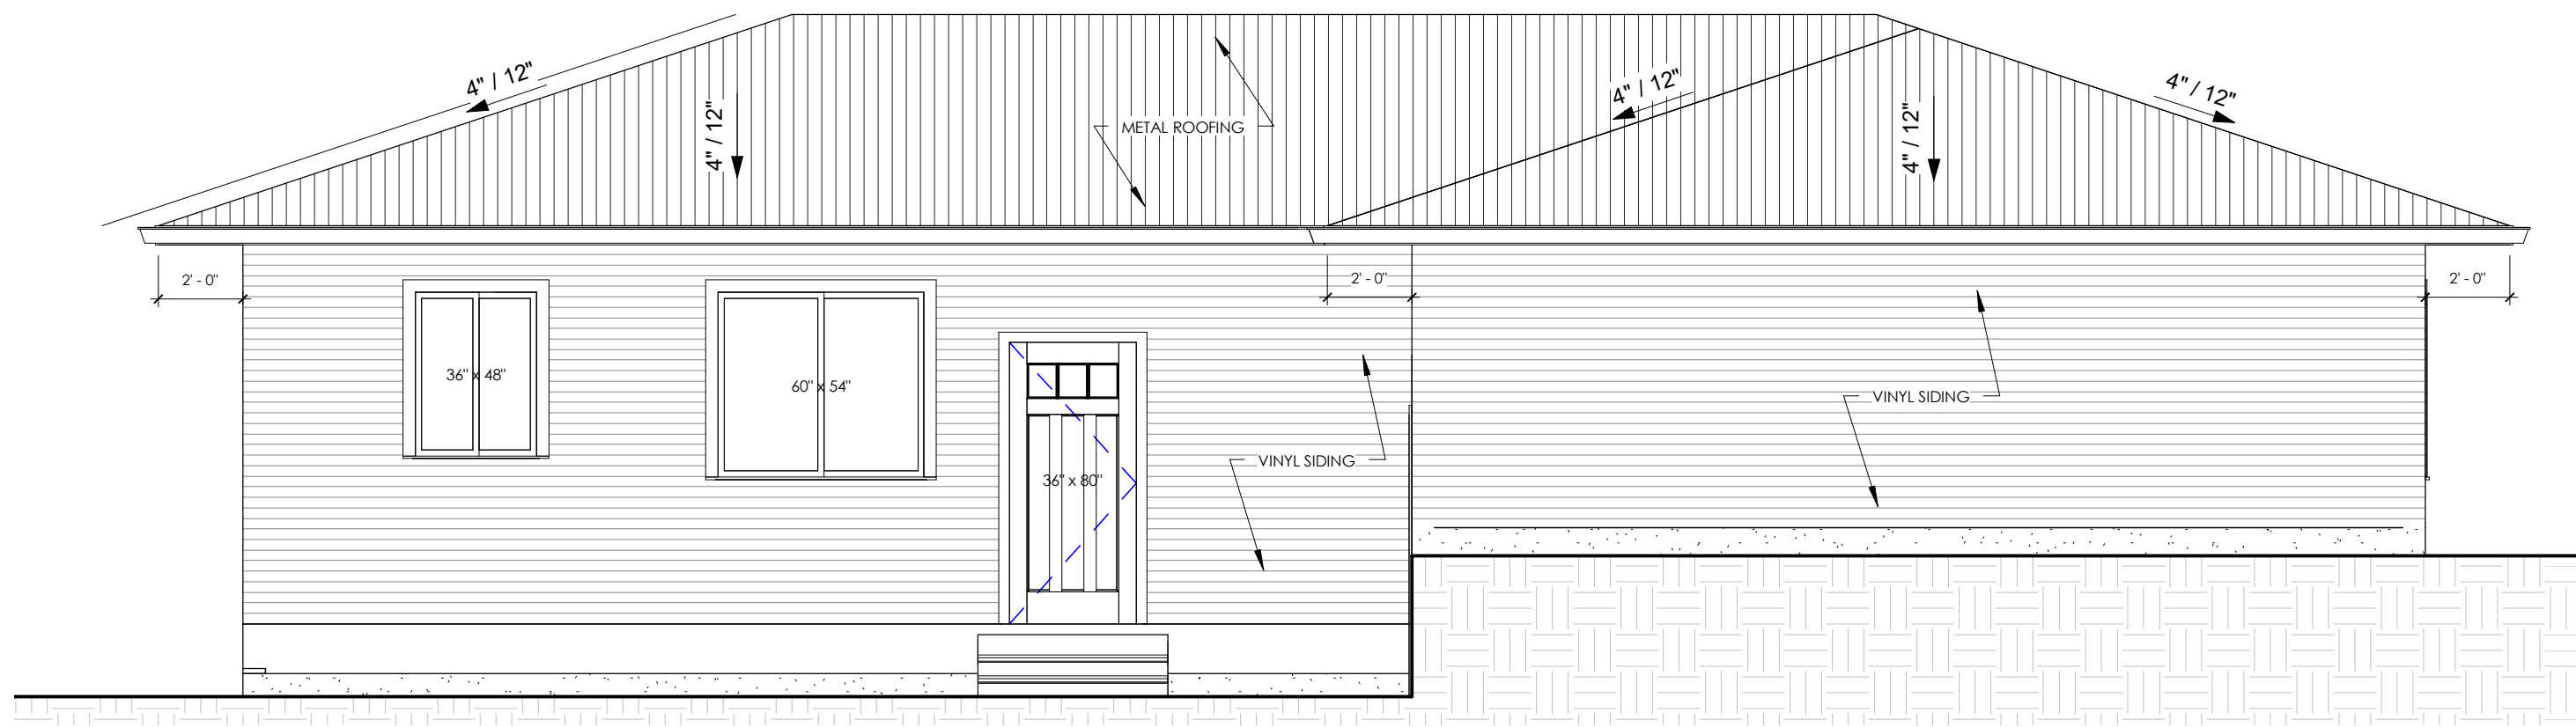 4" / 12"
4" / 12"
METAL ROOFING
4" / 12"
4" / 12"
4" / 12"
2' - 0"
2' - 0"
2' - 0"
36" x 48"
60" x 54"
36" x 80"
VINYL SIDING
VINYL SIDING